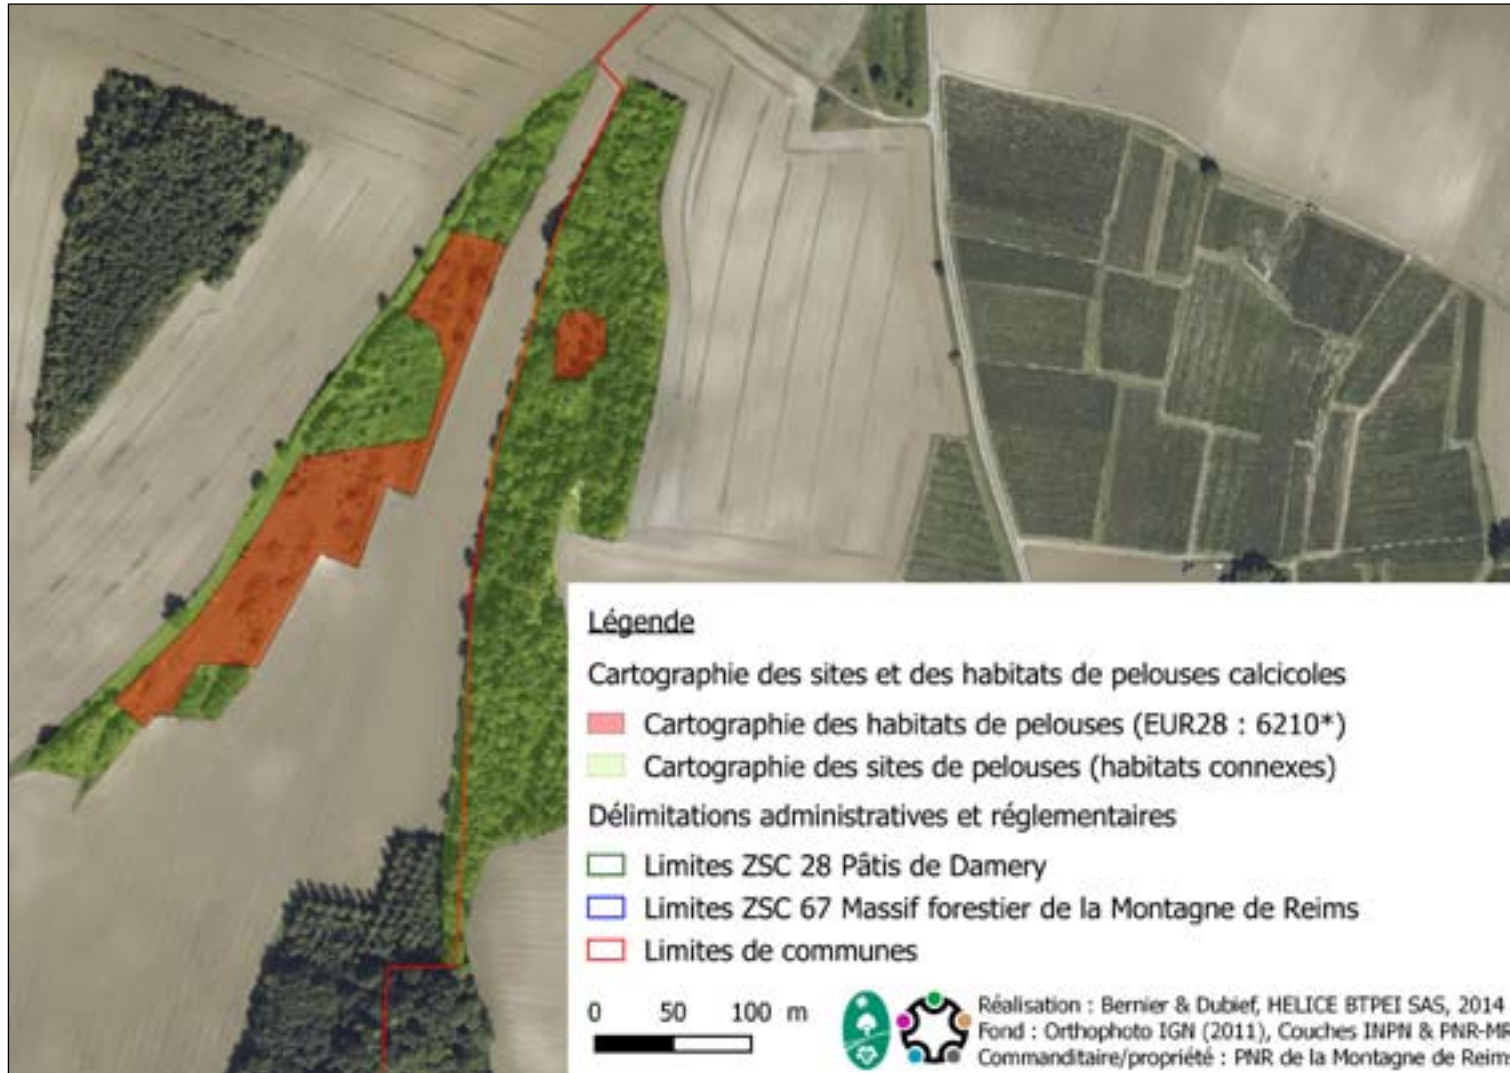 Légende
Cartographie des sites et des habitats de pelouses calcicoles
Cartographie des habitats de pelouses (EUR28 : 6210*)
Cartographie des sites de pelouses (habitats connexes)
Délimitations administratives et réglementaires
Limites ZSC 28 Pâtis de Damery
Limites ZSC 67 Massif forestier de la Montagne de Reims
Limites de communes
0 50 100 m
Réalisation : Bernier & Dubief, HELICE BTPEI SAS, 2014
Fond : Orthophoto IGN (2011), Couches INPN & PNR-MR
Commanditaire/propriété : PNR de la Montagne de Reims